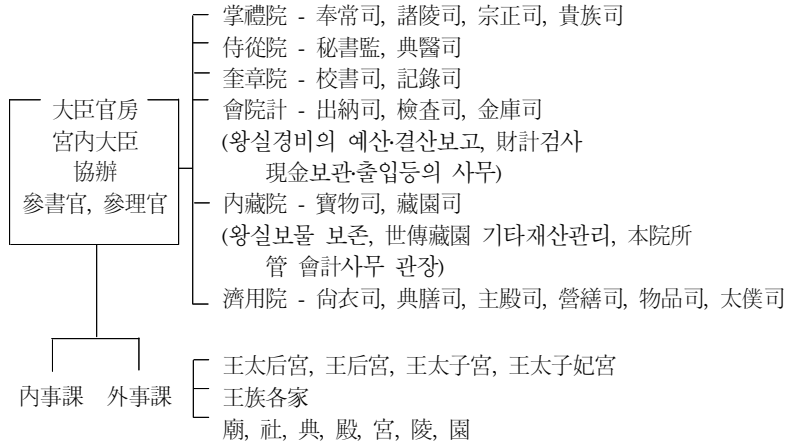 掌禮院 - 奉常司, 諸陵司, 宗正司, 貴族司
侍從院 - 秘書監, 典醫司
奎章院 - 校書司, 記錄司
大臣官房
會院計 - 出納司, 檢査司, 金庫司
宮內大臣
(왕실경비의 예산·결산보고, 財計검사
協辦
現金보관·출입등의 사무)
參書官, 參理官
內藏院 - 寶物司, 藏園司
(왕실보물 보존, 世傳藏園 기타재산관리, 本院所
管 會計사무 관장)
濟用院 - 尙衣司, 典膳司, 主殿司, 營繕司, 物品司, 太僕司
王太后宮, 王后宮, 王太子宮, 王太子妃宮
內事課 外事課
王族各家
廟, 社, 典, 殿, 宮, 陵, 園